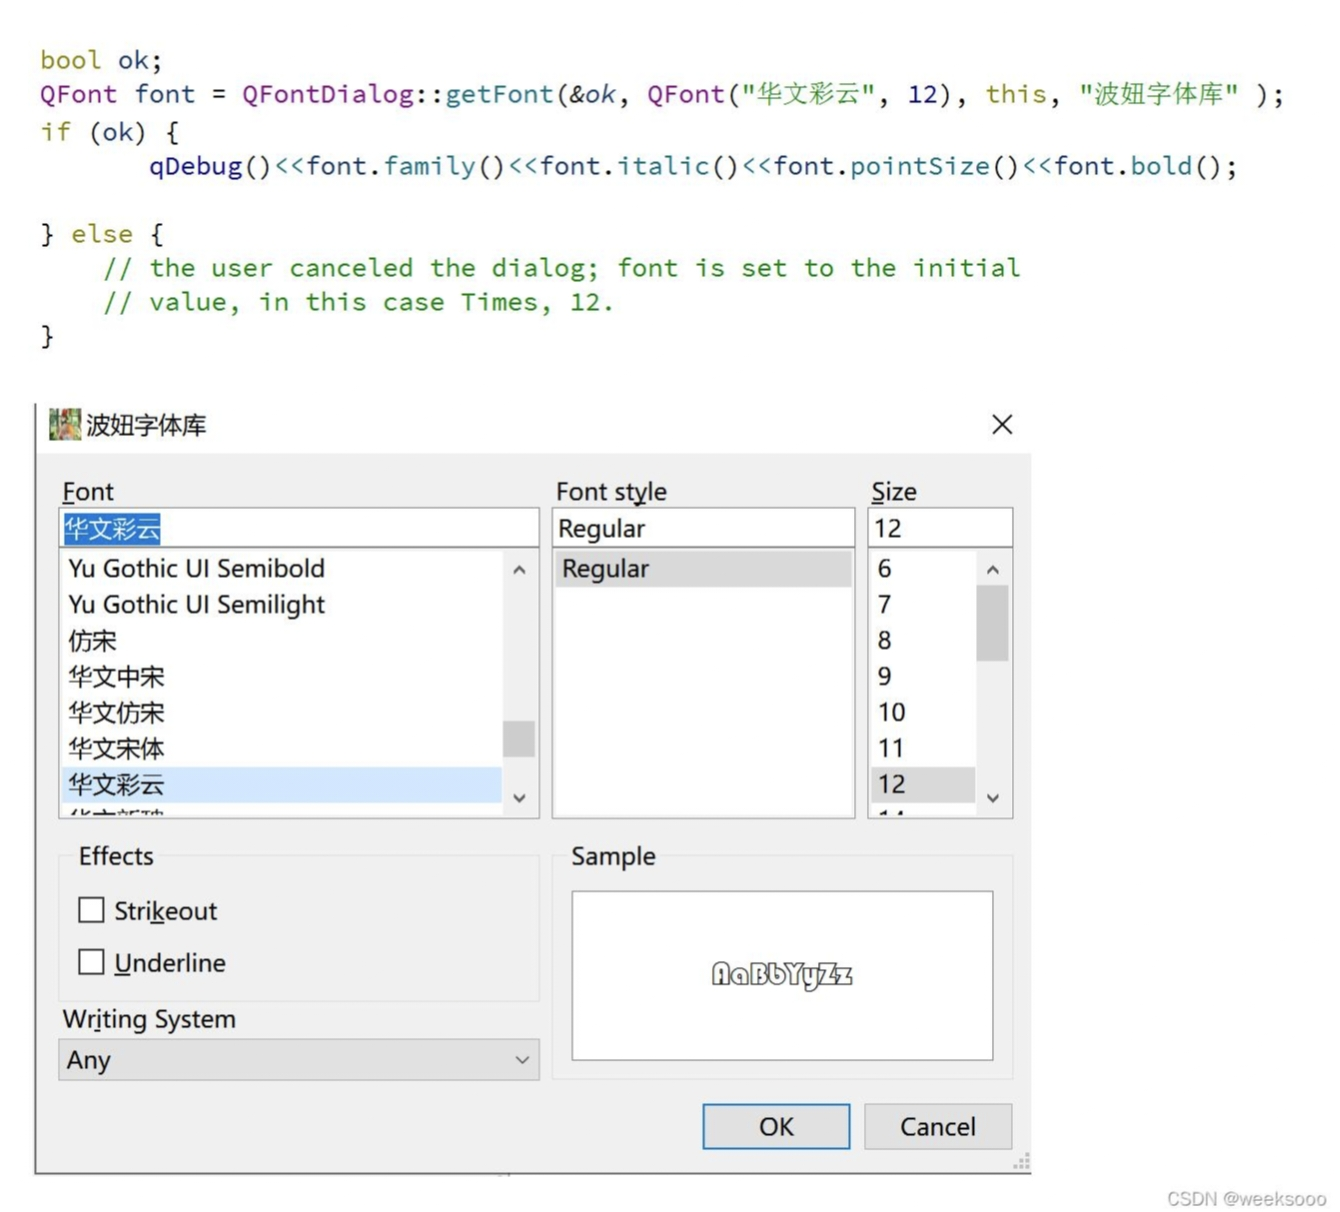 bool ok;
QFont font = QFontDialog::getFont(&ok, QFont("华文彩云", 12), this, "波妞字体库" );
if (ok) {
qDebug()<<font.family()<<font.italic()<<font.pointSize()<<font.bold();
} else {
// the user canceled the dialog; font is set to the initial
// value, in this case Times, 12.
}
波妞字体库
Font
Font style
Size
华文彩云
Regular
12
Yu Gothic UI Semibold
Regular
6
Yu Gothic UI Semilight
7
仿宋
8
华文中宋
9
华文仿宋
10
华文宋体
11
华文彩云
12
Effects
Sample
Strikeout
Underline
AaBbYyZz
Writing System
Any
OK
Cancel
CSDN @weeksooo